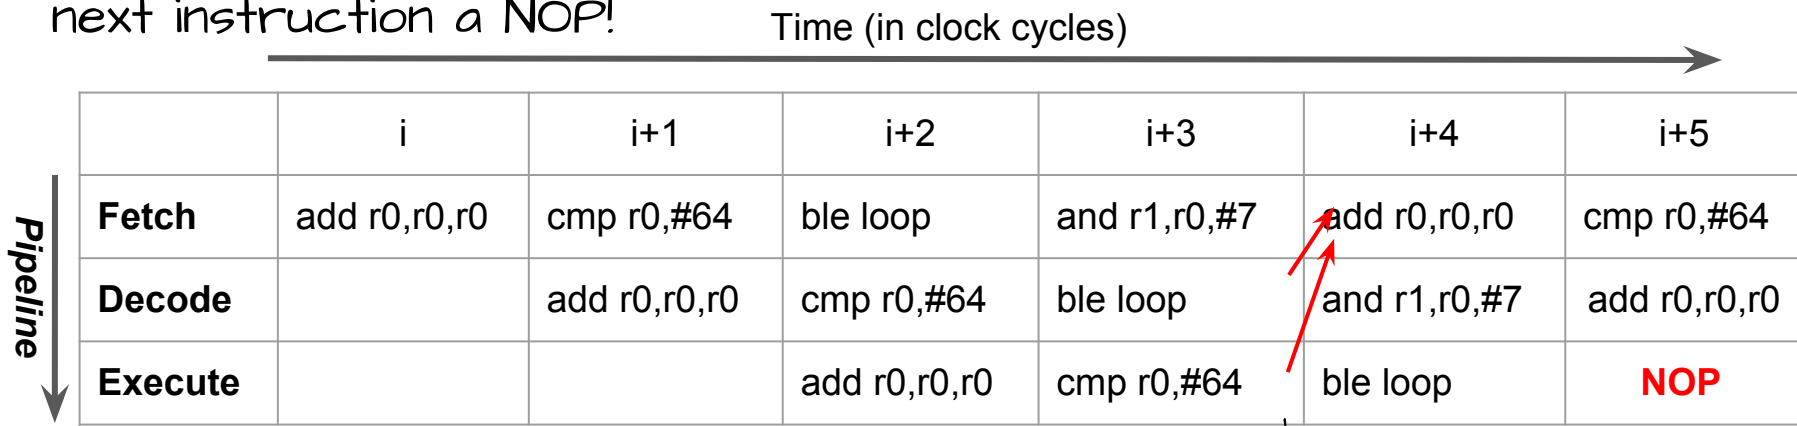 next instruction a NOP!
Time (in clock cycles)
i i+1 i+2 i+3 i+4 i+5
Pipeline
Fetch add r0,r0,r0 cmp r0,#64 ble loop and r1,r0,#7 add r0,r0,r0 cmp r0,#64
Decode add r0,r0,r0 cmp r0,#64 ble loop and r1,r0,#7 add r0,r0,r0
Execute add r0,r0,r0 cmp r0,#64 ble loop NOP